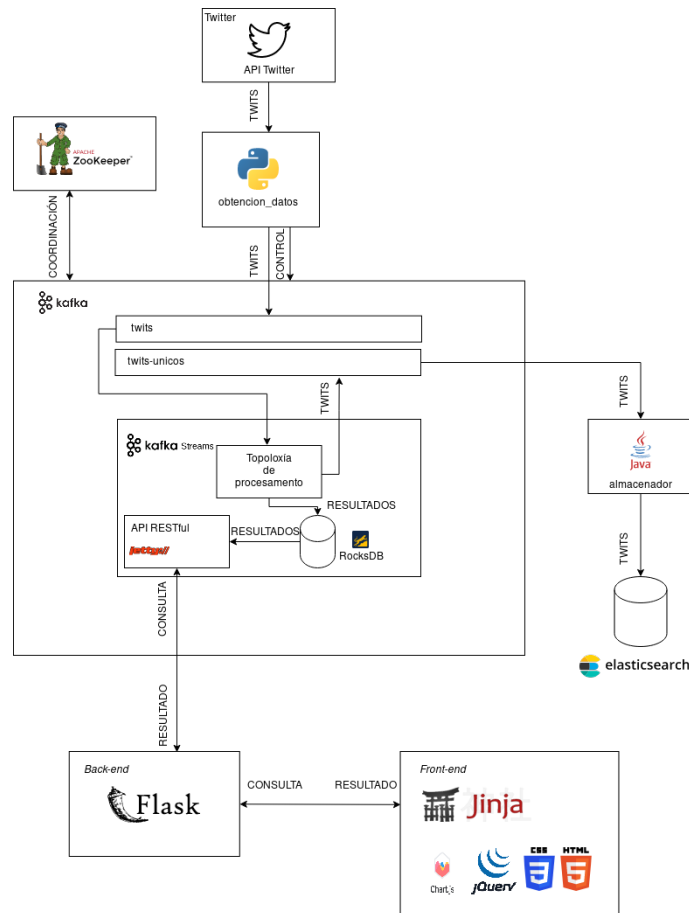 Twitter
API Twitter
TWITS
APACHE
ZooKeeper
obtencion_datos
COORDINACIÓN
TWITS
CONTROL
kafka
twits
twits-unicos
TWITS
TWITS
kafka Streams
Topoloxía
de
procesamento
Java
almacenador
RESULTADOS
API RESTful
RESULTADOS
jetty://
RocksDB
TWITS
CONSULTA
elasticsearch
RESULTADO
Back-end
Flask
CONSULTA
RESULTADO
Front-end
Jinja
Chart.js
jQuery
CSS
3
HTML
5